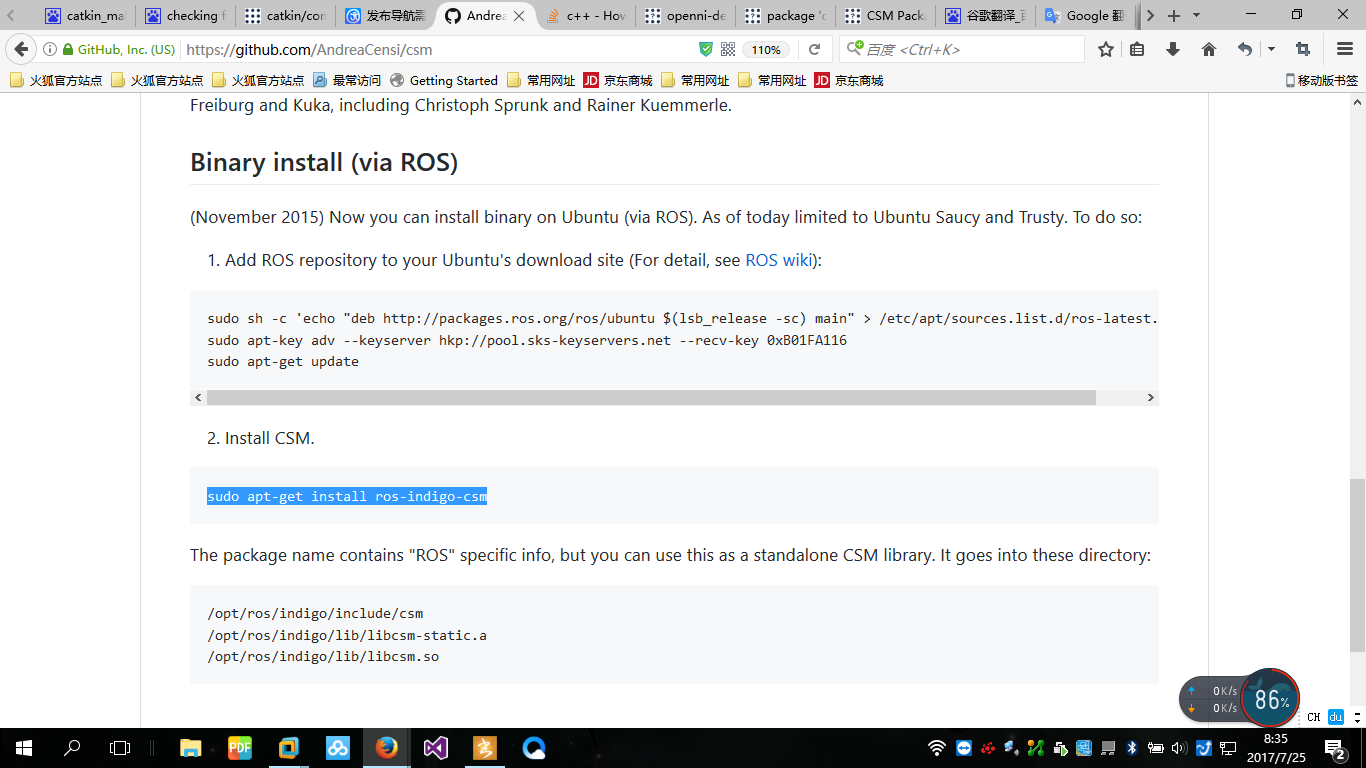 catkin_ma
checking f
catkin/con
发布导航需
Andrea
c++ - How
openni-de
package 'c
CSM Pack
谷歌翻译_百
Google 翻
GitHub, Inc. (US)
https://github.com/AndreaCensi/csm
110%
百度 <Ctrl+K>
火狐官方站点
火狐官方站点
火狐官方站点
最常访问
Getting Started
常用网址
JD 京东商城
常用网址
常用网址
JD 京东商城
移动版书签
Freiburg and Kuka, including Christoph Sprunk and Rainer Kuemmerle.
Binary install (via ROS)
(November 2015) Now you can install binary on Ubuntu (via ROS). As of today limited to Ubuntu Saucy and Trusty. To do so:
1. Add ROS repository to your Ubuntu's download site (For detail, see ROS wiki):
sudo sh -c 'echo "deb http://packages.ros.org/ros/ubuntu $(lsb_release -sc) main" > /etc/apt/sources.list.d/ros-latest.
sudo apt-key adv --keyserver hkp://pool.sks-keyservers.net --recv-key 0xB01FA116
sudo apt-get update
2. Install CSM.
sudo apt-get install ros-indigo-csm
The package name contains "ROS" specific info, but you can use this as a standalone CSM library. It goes into these directory:
/opt/ros/indigo/include/csm
/opt/ros/indigo/lib/libcsm-static.a
/opt/ros/indigo/lib/libcsm.so
0K/s
0K/s
86%
CH
du
PDF
8:35
2017/7/25
2